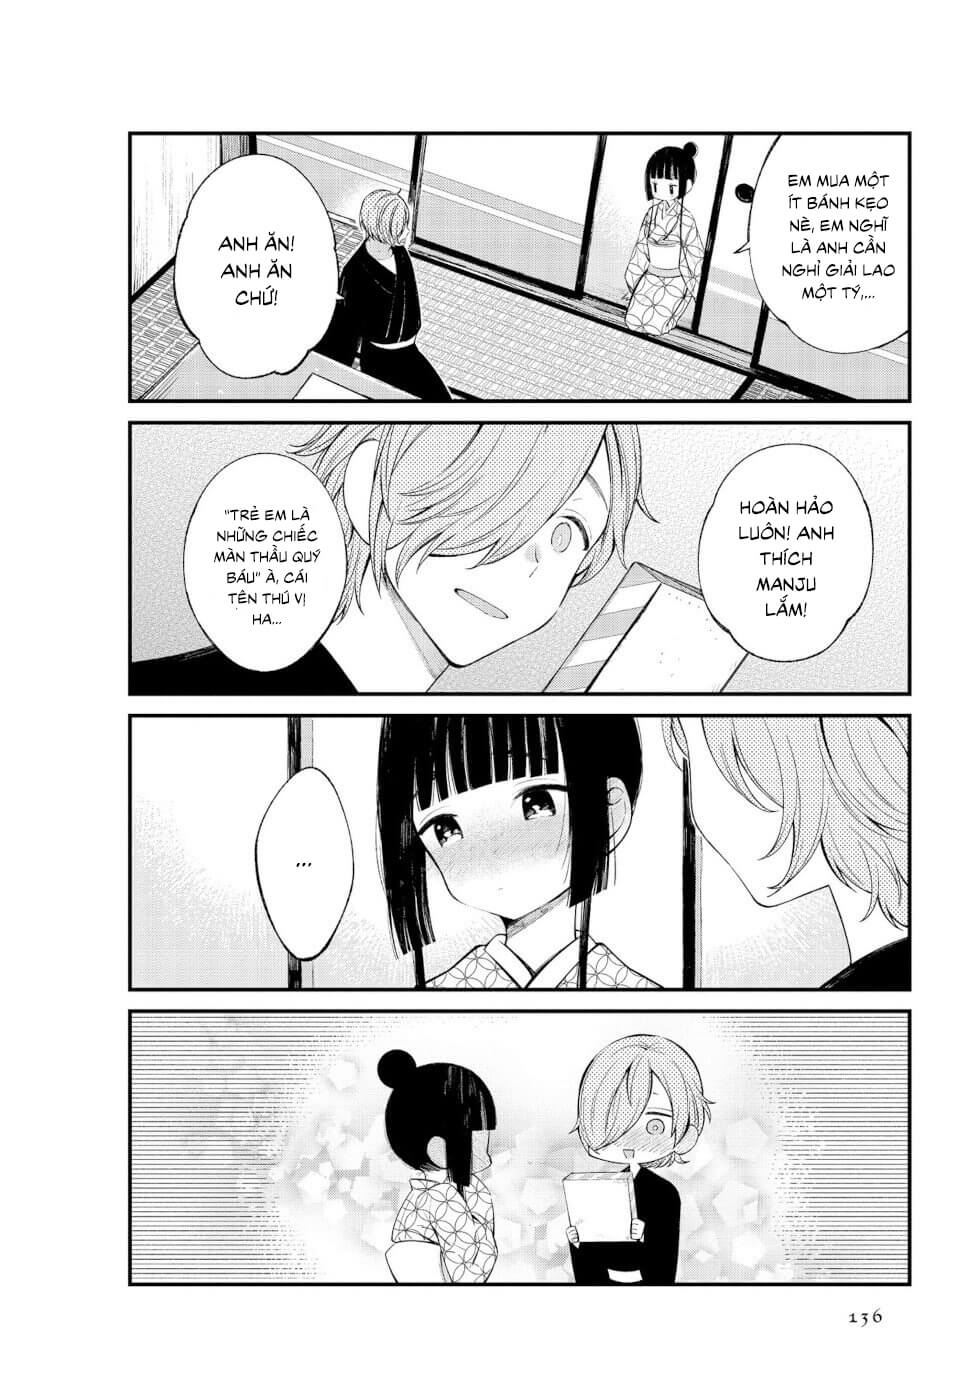 EM MUA MỘT
ÍT BÁNH KẸO
NÈ, EM NGHĨ
LÀ ANH CẦN
NGHỈ GIẢI LAO
MỘT TÝ,...
ANH ĂN!
ANH ĂN
CHỨ!
HOÀN HẢO
LUÔN! ANH
THÍCH
MANJU
LẮM!
"TRẺ EM LÀ
NHỮNG CHIẾC
MÀN THẦU QUÝ
BÁU" À, CÁI
TÊN THÚ VỊ
HA...
...
136